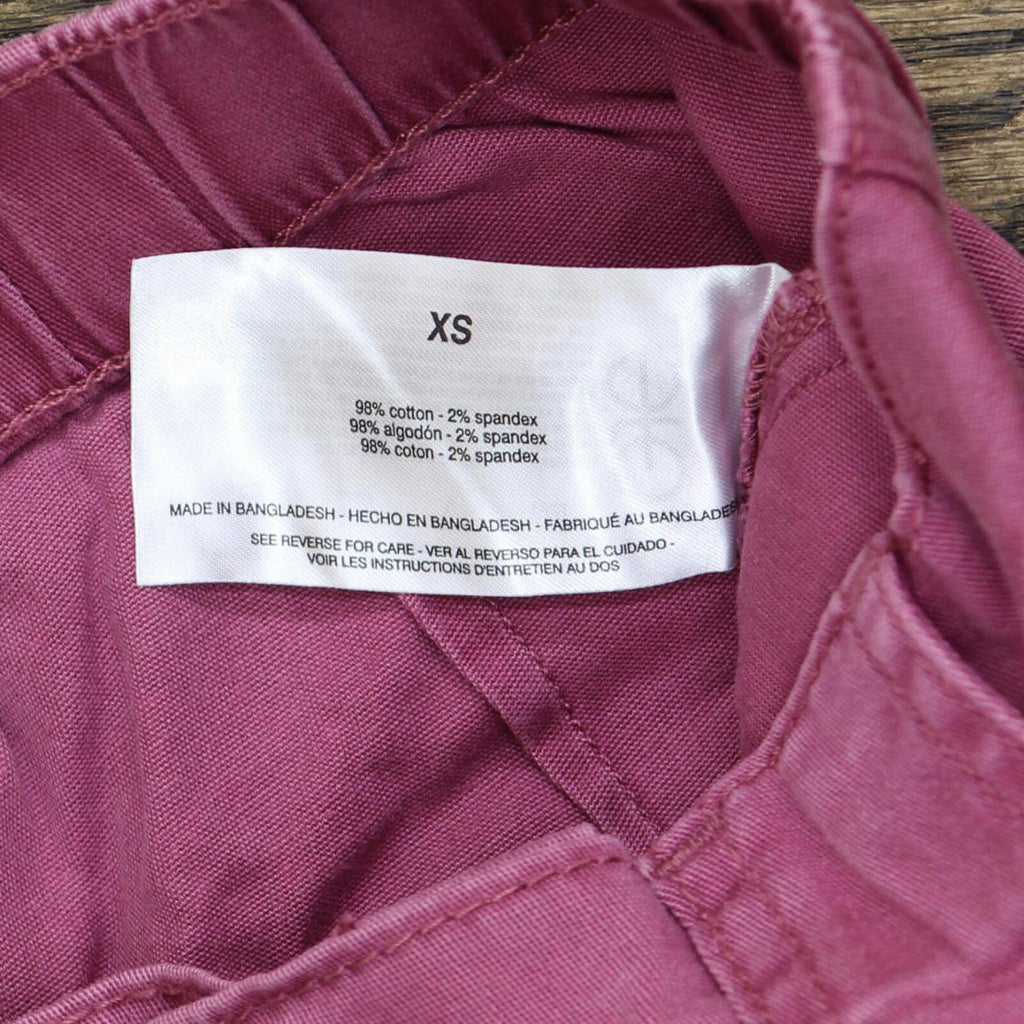 XS
98% cotton - 2% spandex
98% algodón - 2% spandex
98% coton - 2% spandex
MADE IN BANGLADESH - HECHO EN BANGLADESH - FABRIQUÉ AU BANGLADESH
SEE REVERSE FOR CARE - VER AL REVERSO PARA EL CUIDADO -
VOIR LES INSTRUCTIONS D'ENTRETIEN AU DOS